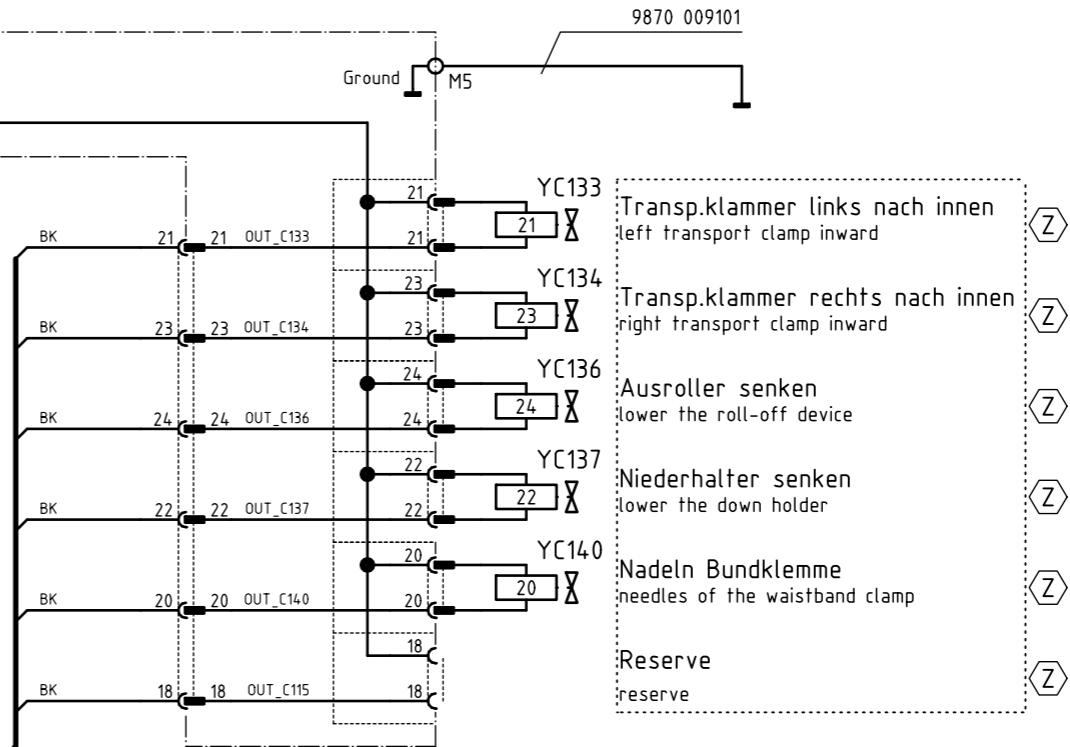 9870 009101
Ground
M5
21
YC133
Transp.klammer links nach innen
21
left transport clamp inward
Z
BK
21
21
OUT_C133
21
23
YC134
Transp.klammer rechts nach innen
23
right transport clamp inward
Z
BK
23
23
OUT_C134
23
24
YC136
Ausroller senken
24
lower the roll-off device
Z
BK
24
24
OUT_C136
24
22
YC137
Niederhalter senken
22
lower the down holder
Z
BK
22
22
OUT_C137
22
20
YC140
Nadeln Bundklemme
20
needles of the waistband clamp
Z
BK
20
20
OUT_C140
20
18
Reserve
Z
BK
18
18
OUT_C115
18
reserve